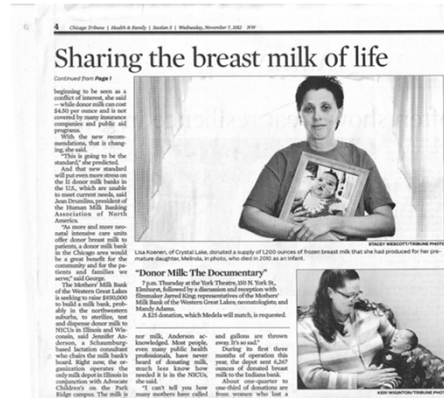 4 Chicago Tribune | Health & Family | Section 5 | Wednesday, November 7, 2012 NW
Sharing the breast milk of life
Continued from Page 1
beginning to be seen as a
conflict of interest, she said
— while donor milk can cost
$4.50 per ounce and is not
covered by many insurance
companies and public aid
programs.
With the new recom-
mendations, that is chang-
ing, she said.
"This is going to be the
standard," she predicted.
And that new standard
will put even more stress on
the 11 donor milk banks in
the U.S., which are unable
to meet current needs, said
Jean Drumlins, president of
the Human Milk Banking
Association of North
America.
"As more and more neo-
natal intensive care units
offer donor breast milk to
patients, a donor milk bank
in the Chicago area would
be a great benefit for the
community and for the pa-
tients and families we
serve," said George.
The Mothers' Milk Bank
of the Western Great Lakes
is seeking to raise $650,000
to build a milk bank, prob-
ably in the northwestern
suburbs, to sterilize, test
and dispense donor milk to
NICUs in Illinois and Wis-
consin, said Jennifer An-
derson, a Schaumburg-
based lactation consultant
who chairs the milk bank's
board. Right now, the or-
ganization operates the
only milk depot in Illinois in
conjunction with Advocate
Children's on the Park
Ridge campus. The milk is
STACEY WESCOTT/TRIBUNE PHOTO
Lisa Koenen, of Crystal Lake, donated a supply of 1,200 ounces of frozen breast milk that she had produced for her pre-
mature daughter, Melinda, in photo, who died in 2010 as an infant.
"Donor Milk: The Documentary"
7 p.m. Thursday at the York Theatre, 150 N. York St.,
Elmhurst, followed by a discussion and reception with
filmmaker Jarred King; representatives of the Mothers'
Milk Bank of the Western Great Lakes; neonatologists; and
Mandy Adams.
A $25 donation, which Medela will match, is requested.
nor milk, Anderson ac-
knowledged. Most people,
even many public health
professionals, have never
heard of donating milk,
much less know how
needed it is in the NICUs,
she said.
"I can't tell you how
many mothers have called
and gallons are thrown
away. It's so sad."
During its first three
months of operation this
year, the depot sent 6,267
ounces of donated breast
milk to the Indiana bank.
About one-quarter to
one-third of donations are
from women who lost a
KERI WIGINTON/TRIBUNE PHOTO